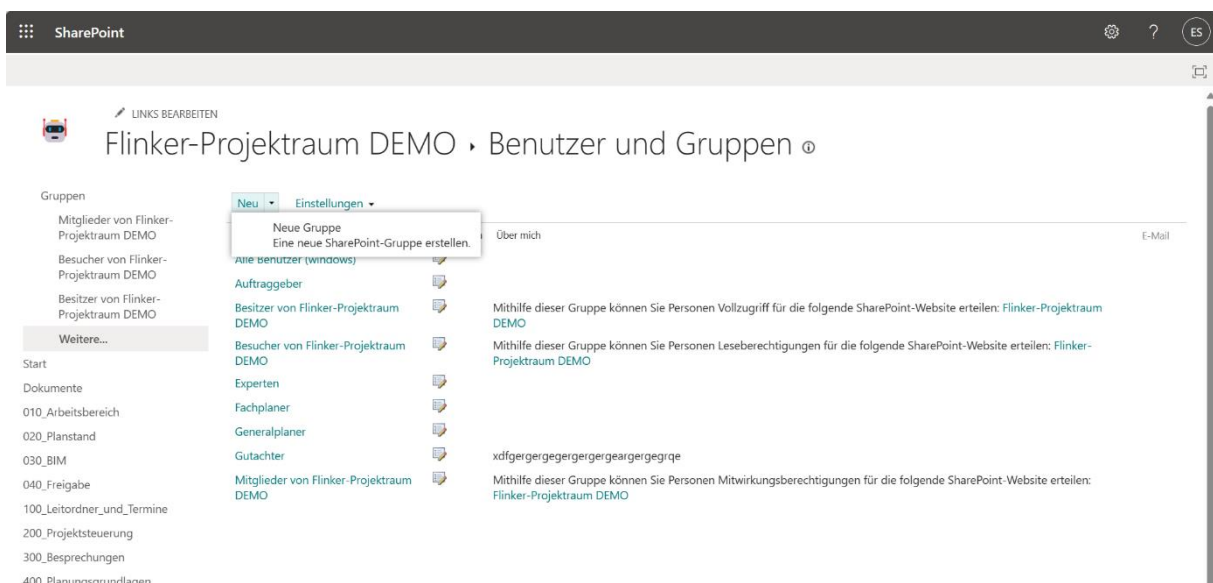 SharePoint
?
ES
LINKS BEARBEITEN
Flinker-Projektraum DEMO ▸ Benutzer und Gruppen
Gruppen
Mitglieder von Flinker-
Projektraum DEMO
Besucher von Flinker-
Projektraum DEMO
Besitzer von Flinker-
Projektraum DEMO
Weitere...
Start
Dokumente
010_Arbeitsbereich
020_Planstand
030_BIM
040_Freigabe
100_Leitordner_und_Termine
200_Projektsteuerung
300_Besprechungen
400_Planungsgrundlagen
Neu Einstellungen
Neue Gruppe
Eine neue SharePoint-Gruppe erstellen.
Über mich E-Mail
Alle Benutzer (windows)
Auftraggeber
Besitzer von Flinker-Projektraum
DEMO
Mithilfe dieser Gruppe können Sie Personen Vollzugriff für die folgende SharePoint-Website erteilen: Flinker-Projektraum
DEMO
Besucher von Flinker-Projektraum
DEMO
Mithilfe dieser Gruppe können Sie Personen Leseberechtigungen für die folgende SharePoint-Website erteilen: Flinker-
Projektraum DEMO
Experten
Fachplaner
Generalplaner
Gutachter
Mitglieder von Flinker-Projektraum
DEMO
Mithilfe dieser Gruppe können Sie Personen Mitwirkungsberechtigungen für die folgende SharePoint-Website erteilen:
Flinker-Projektraum DEMO